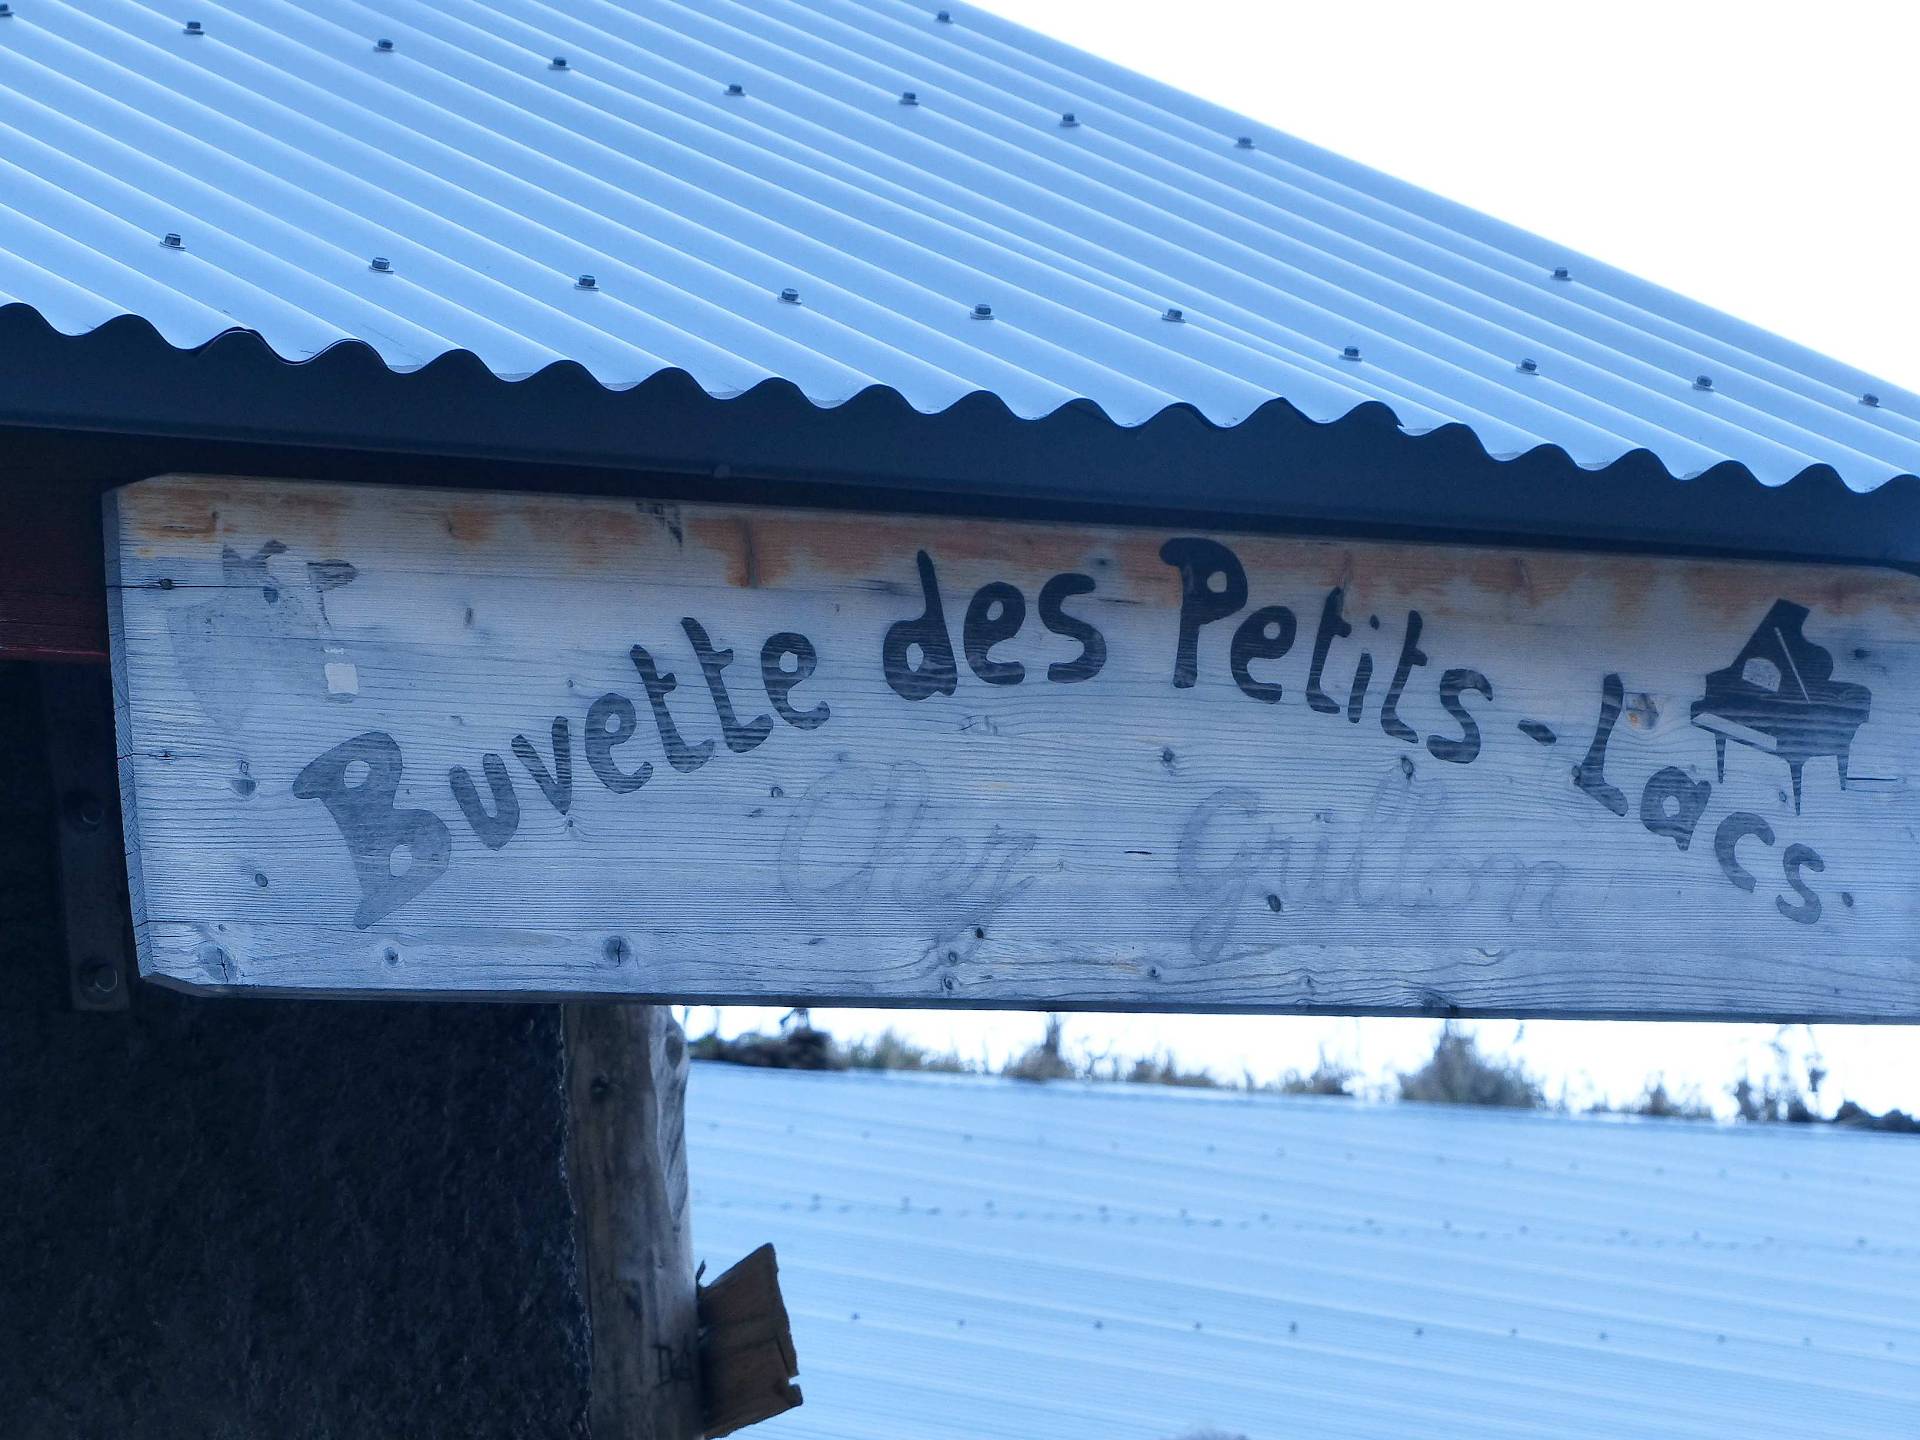 Buvette des Petits-Lacs.
Chez Grillon